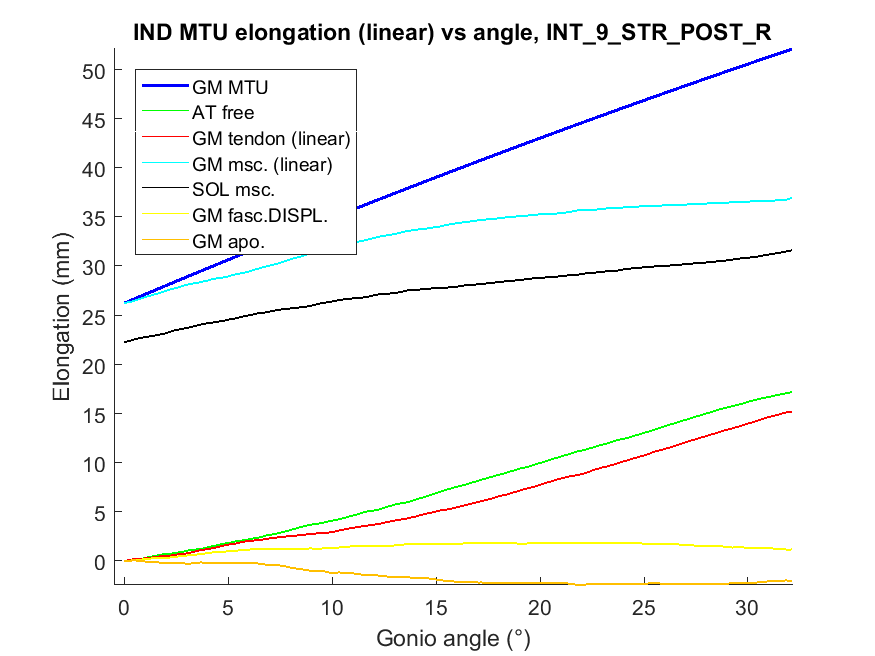 IND MTU elongation (linear) vs angle, INT_9_STR_POST_R
GM MTU
AT free
GM tendon (linear)
GM msc. (linear)
SOL msc.
GM fasc.DISPL.
GM apo.
Elongation (mm)
50
45
40
35
30
25
20
15
10
5
0
0 5 10 15 20 25 30
Gonio angle (°)